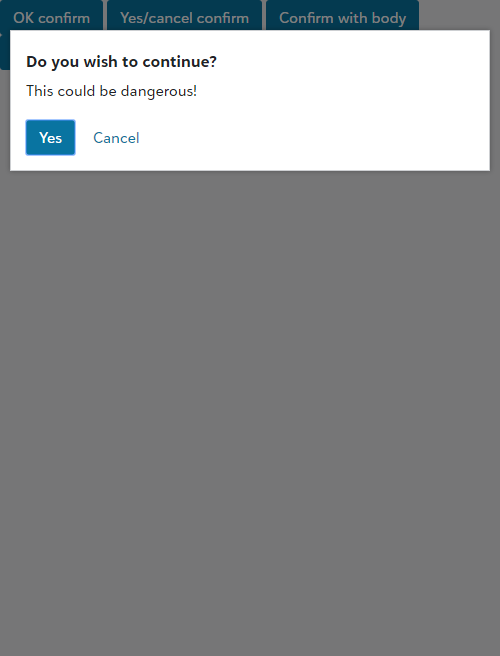 OK confirm Yes/cancel confirm Confirm with body
Do you wish to continue?
This could be dangerous!
Yes Cancel